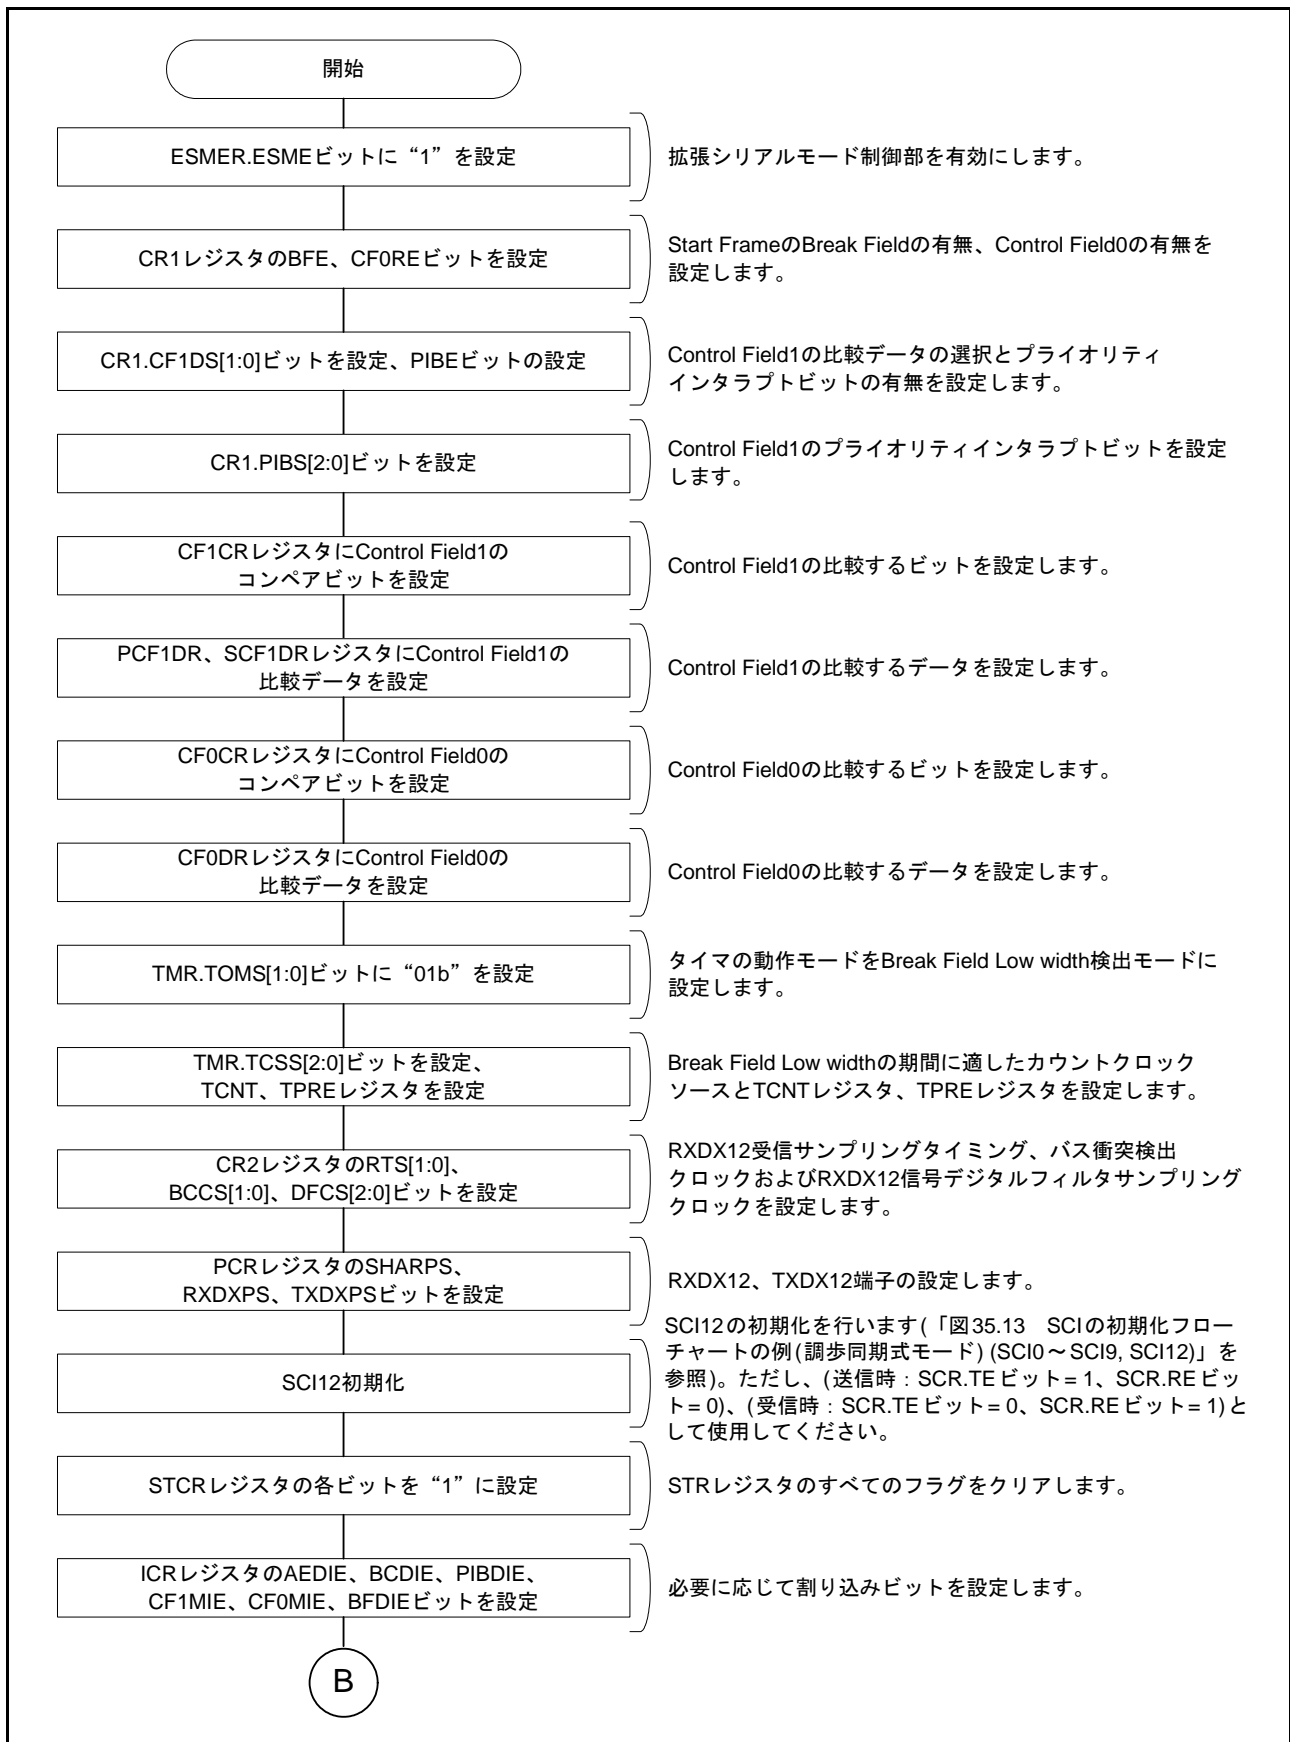 開始
ESMER.ESMEビットに“1”を設定
拡張シリアルモード制御部を有効にします。
CR1レジスタのBFE、CF0REビットを設定
Start FrameのBreak Fieldの有無、Control Field0の有無を
設定します。
CR1.CF1DS[1:0]ビットを設定、PIBEビットの設定
Control Field1の比較データの選択とプライオリティ
インタラプトビットの有無を設定します。
CR1.PIBS[2:0]ビットを設定
Control Field1のプライオリティインタラプトビットを設定
します。
CF1CRレジスタにControl Field1の
コンペアビットを設定
Control Field1の比較するビットを設定します。
PCF1DR、SCF1DRレジスタにControl Field1の
比較データを設定
Control Field1の比較するデータを設定します。
CF0CRレジスタにControl Field0の
コンペアビットを設定
Control Field0の比較するビットを設定します。
CF0DRレジスタにControl Field0の
比較データを設定
Control Field0の比較するデータを設定します。
TMR.TOMS[1:0]ビットに“01b”を設定
タイマの動作モードをBreak Field Low width検出モードに
設定します。
TMR.TCSS[2:0]ビットを設定、
TCNT、TPREレジスタを設定
Break Field Low widthの期間に適したカウントクロック
ソースとTCNTレジスタ、TPREレジスタを設定します。
CR2レジスタのRTS[1:0]、
BCCS[1:0]、DFCS[2:0]ビットを設定
RXDX12受信サンプリングタイミング、バス衝突検出
クロックおよびRXDX12信号デジタルフィルタサンプリング
クロックを設定します。
PCRレジスタのSHARPS、
RXDXPS、TXDXPSビットを設定
RXDX12、TXDX12端子の設定します。
SCI12初期化
SCI12の初期化を行います(「図35.13　SCIの初期化フロー
チャートの例(調歩同期式モード) (SCI0～SCI9, SCI12)」を
参照)。ただし、(送信時：SCR.TEビット= 1、SCR.REビッ
ト= 0)、(受信時：SCR.TEビット= 0、SCR.REビット= 1)と
して使用してください。
STCRレジスタの各ビットを“1”に設定
STRレジスタのすべてのフラグをクリアします。
ICRレジスタのAEDIE、BCDIE、PIBDIE、
CF1MIE、CF0MIE、BFDIEビットを設定
必要に応じて割り込みビットを設定します。
B